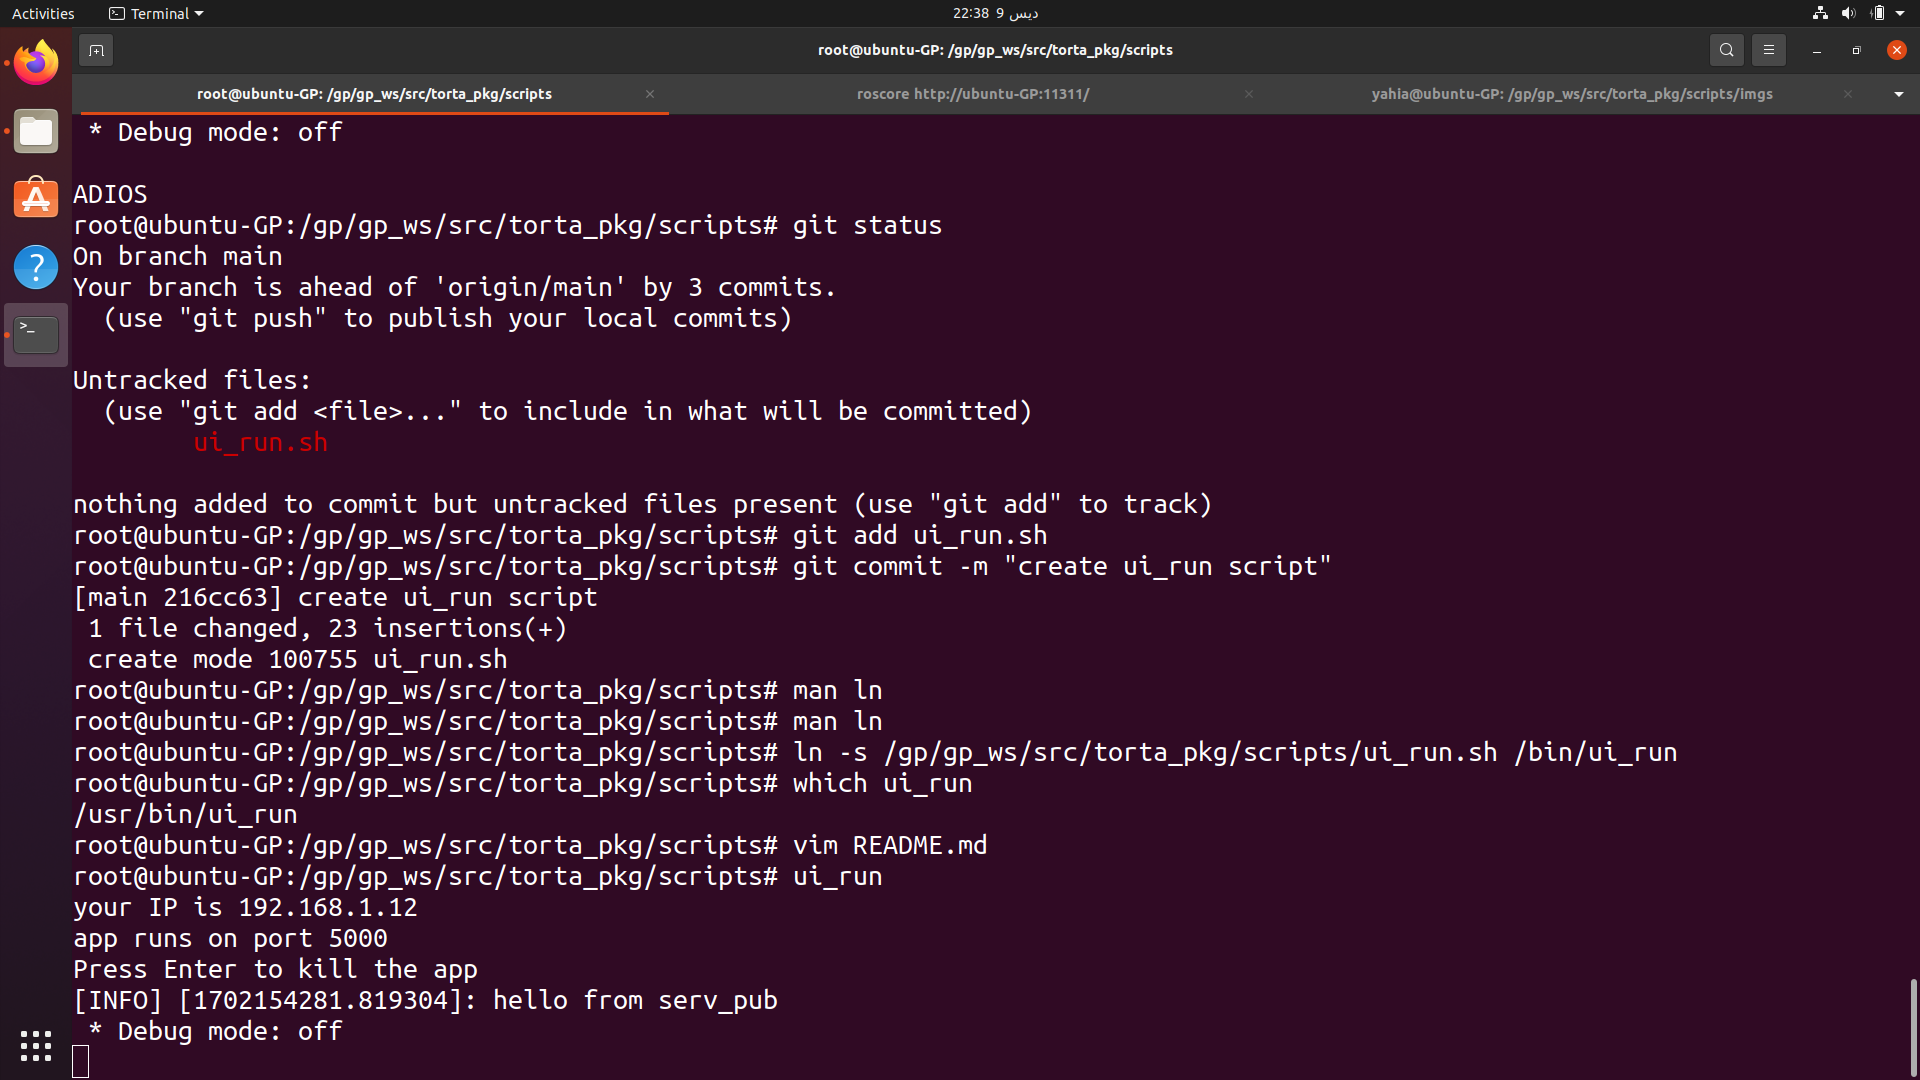 Activities
Terminal
22:38 9 ديس
root@ubuntu-GP: /gp/gp_ws/src/torta_pkg/scripts
root@ubuntu-GP: /gp/gp_ws/src/torta_pkg/scripts
roscore http://ubuntu-GP:11311/
yahia@ubuntu-GP: /gp/gp_ws/src/torta_pkg/scripts/imgs
 * Debug mode: off
ADIOS
root@ubuntu-GP:/gp/gp_ws/src/torta_pkg/scripts# git status
On branch main
Your branch is ahead of 'origin/main' by 3 commits.
  (use "git push" to publish your local commits)
Untracked files:
  (use "git add <file>..." to include in what will be committed)
        ui_run.sh
nothing added to commit but untracked files present (use "git add" to track)
root@ubuntu-GP:/gp/gp_ws/src/torta_pkg/scripts# git add ui_run.sh
root@ubuntu-GP:/gp/gp_ws/src/torta_pkg/scripts# git commit -m "create ui_run script"
[main 216cc63] create ui_run script
 1 file changed, 23 insertions(+)
 create mode 100755 ui_run.sh
root@ubuntu-GP:/gp/gp_ws/src/torta_pkg/scripts# man ln
root@ubuntu-GP:/gp/gp_ws/src/torta_pkg/scripts# man ln
root@ubuntu-GP:/gp/gp_ws/src/torta_pkg/scripts# ln -s /gp/gp_ws/src/torta_pkg/scripts/ui_run.sh /bin/ui_run
root@ubuntu-GP:/gp/gp_ws/src/torta_pkg/scripts# which ui_run
/usr/bin/ui_run
root@ubuntu-GP:/gp/gp_ws/src/torta_pkg/scripts# vim README.md
root@ubuntu-GP:/gp/gp_ws/src/torta_pkg/scripts# ui_run
your IP is 192.168.1.12
app runs on port 5000
Press Enter to kill the app
[INFO] [1702154281.819304]: hello from serv_pub
 * Debug mode: off